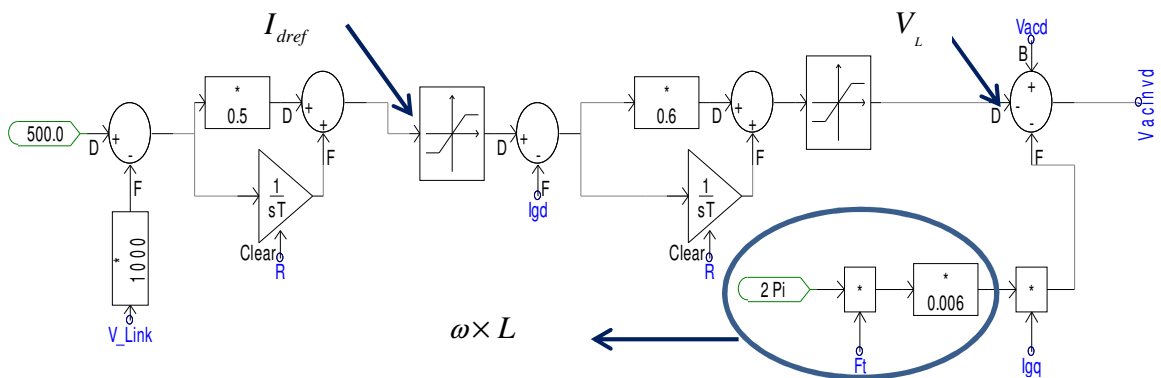 I_dref
V_L
Vacd
B
*
0.5
D
+
+
F
*
0.6
D
+
+
F
+
-
D
-
F
Vacinvd
500.0
D
+
-
F
D
+
-
F
Igd
1
sT
Clear
R
1
sT
Clear
R
*
1000
V_Link
2 Pi
*
*
0.006
*
Ft
Igq
ω × L